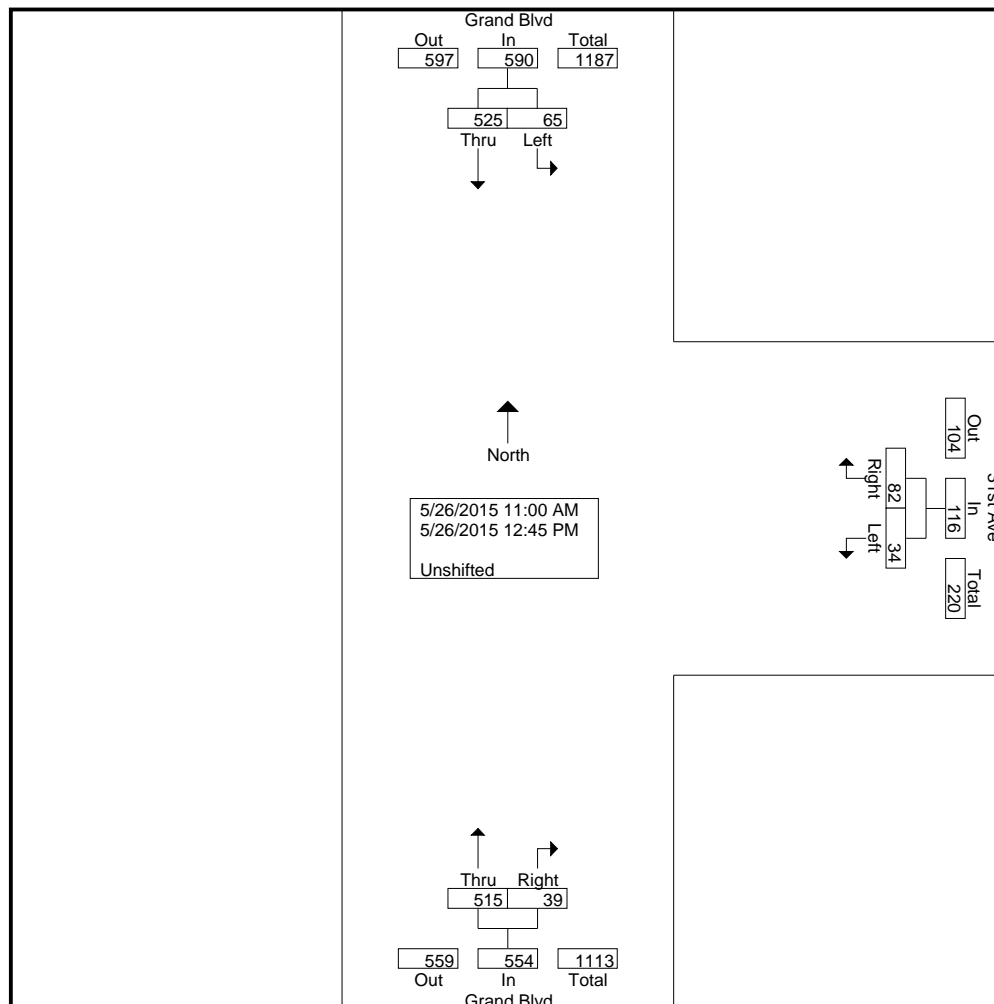 Grand Blvd
Out In Total
597 590 1187
525 65
Thru Left
North
5/26/2015 11:00 AM
5/26/2015 12:45 PM
Unshifted
Out In Total
104 116 220
82 34
Right Left
Thru Right
515 39
559 554 1113
Out In Total
Grand Blvd